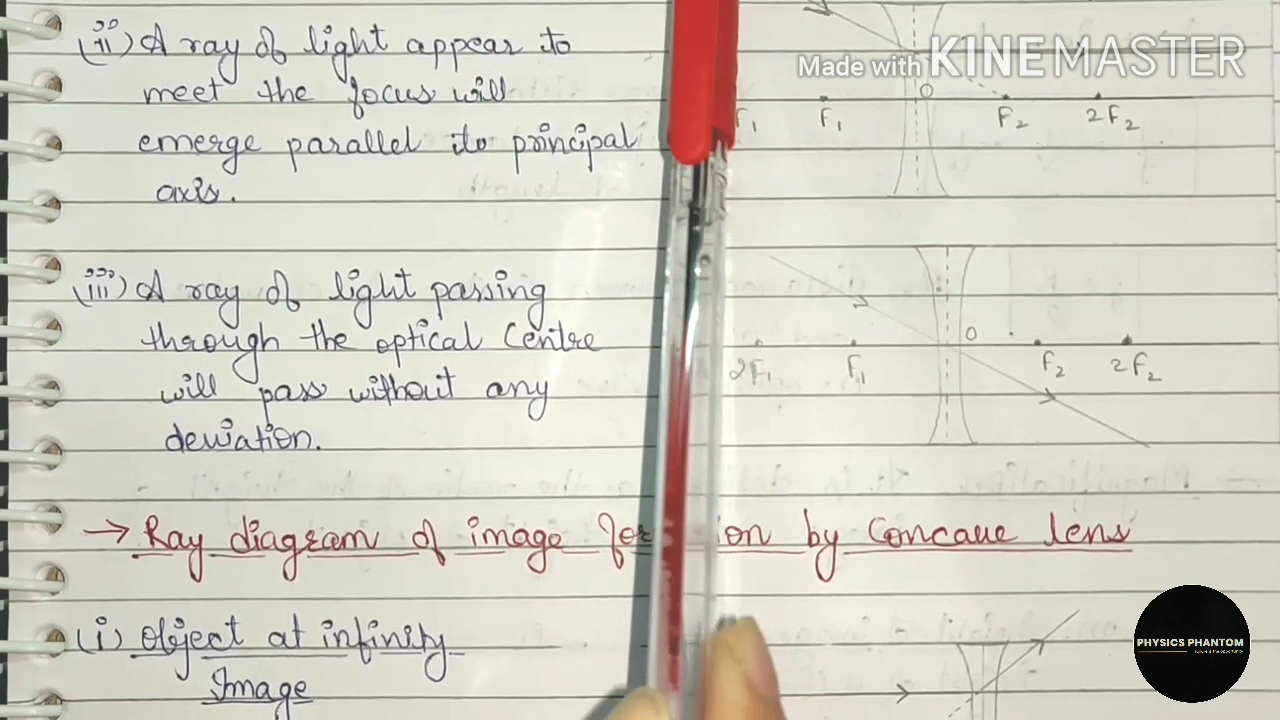 (ii) A ray of light appear to
meet the focus will
emerge parallel to principal
axis.
Made with KINEMASTER
O
F1 F1 F2 2F2
(iii) A ray of light passing
through the optical Centre
will pass without any
deviation.
O
2F1 F1 F2 2F2
→ Ray diagram of image for ion by Concave lens
(i) Object at infinity
Image
PHYSICS PHANTOM